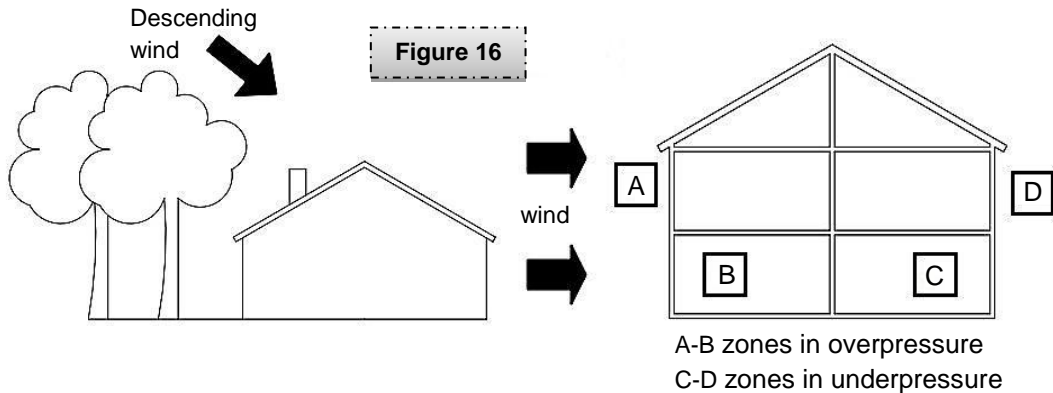 Descending
wind
Figure 16
wind
A
D
B
C
A-B zones in overpressure
C-D zones in underpressure